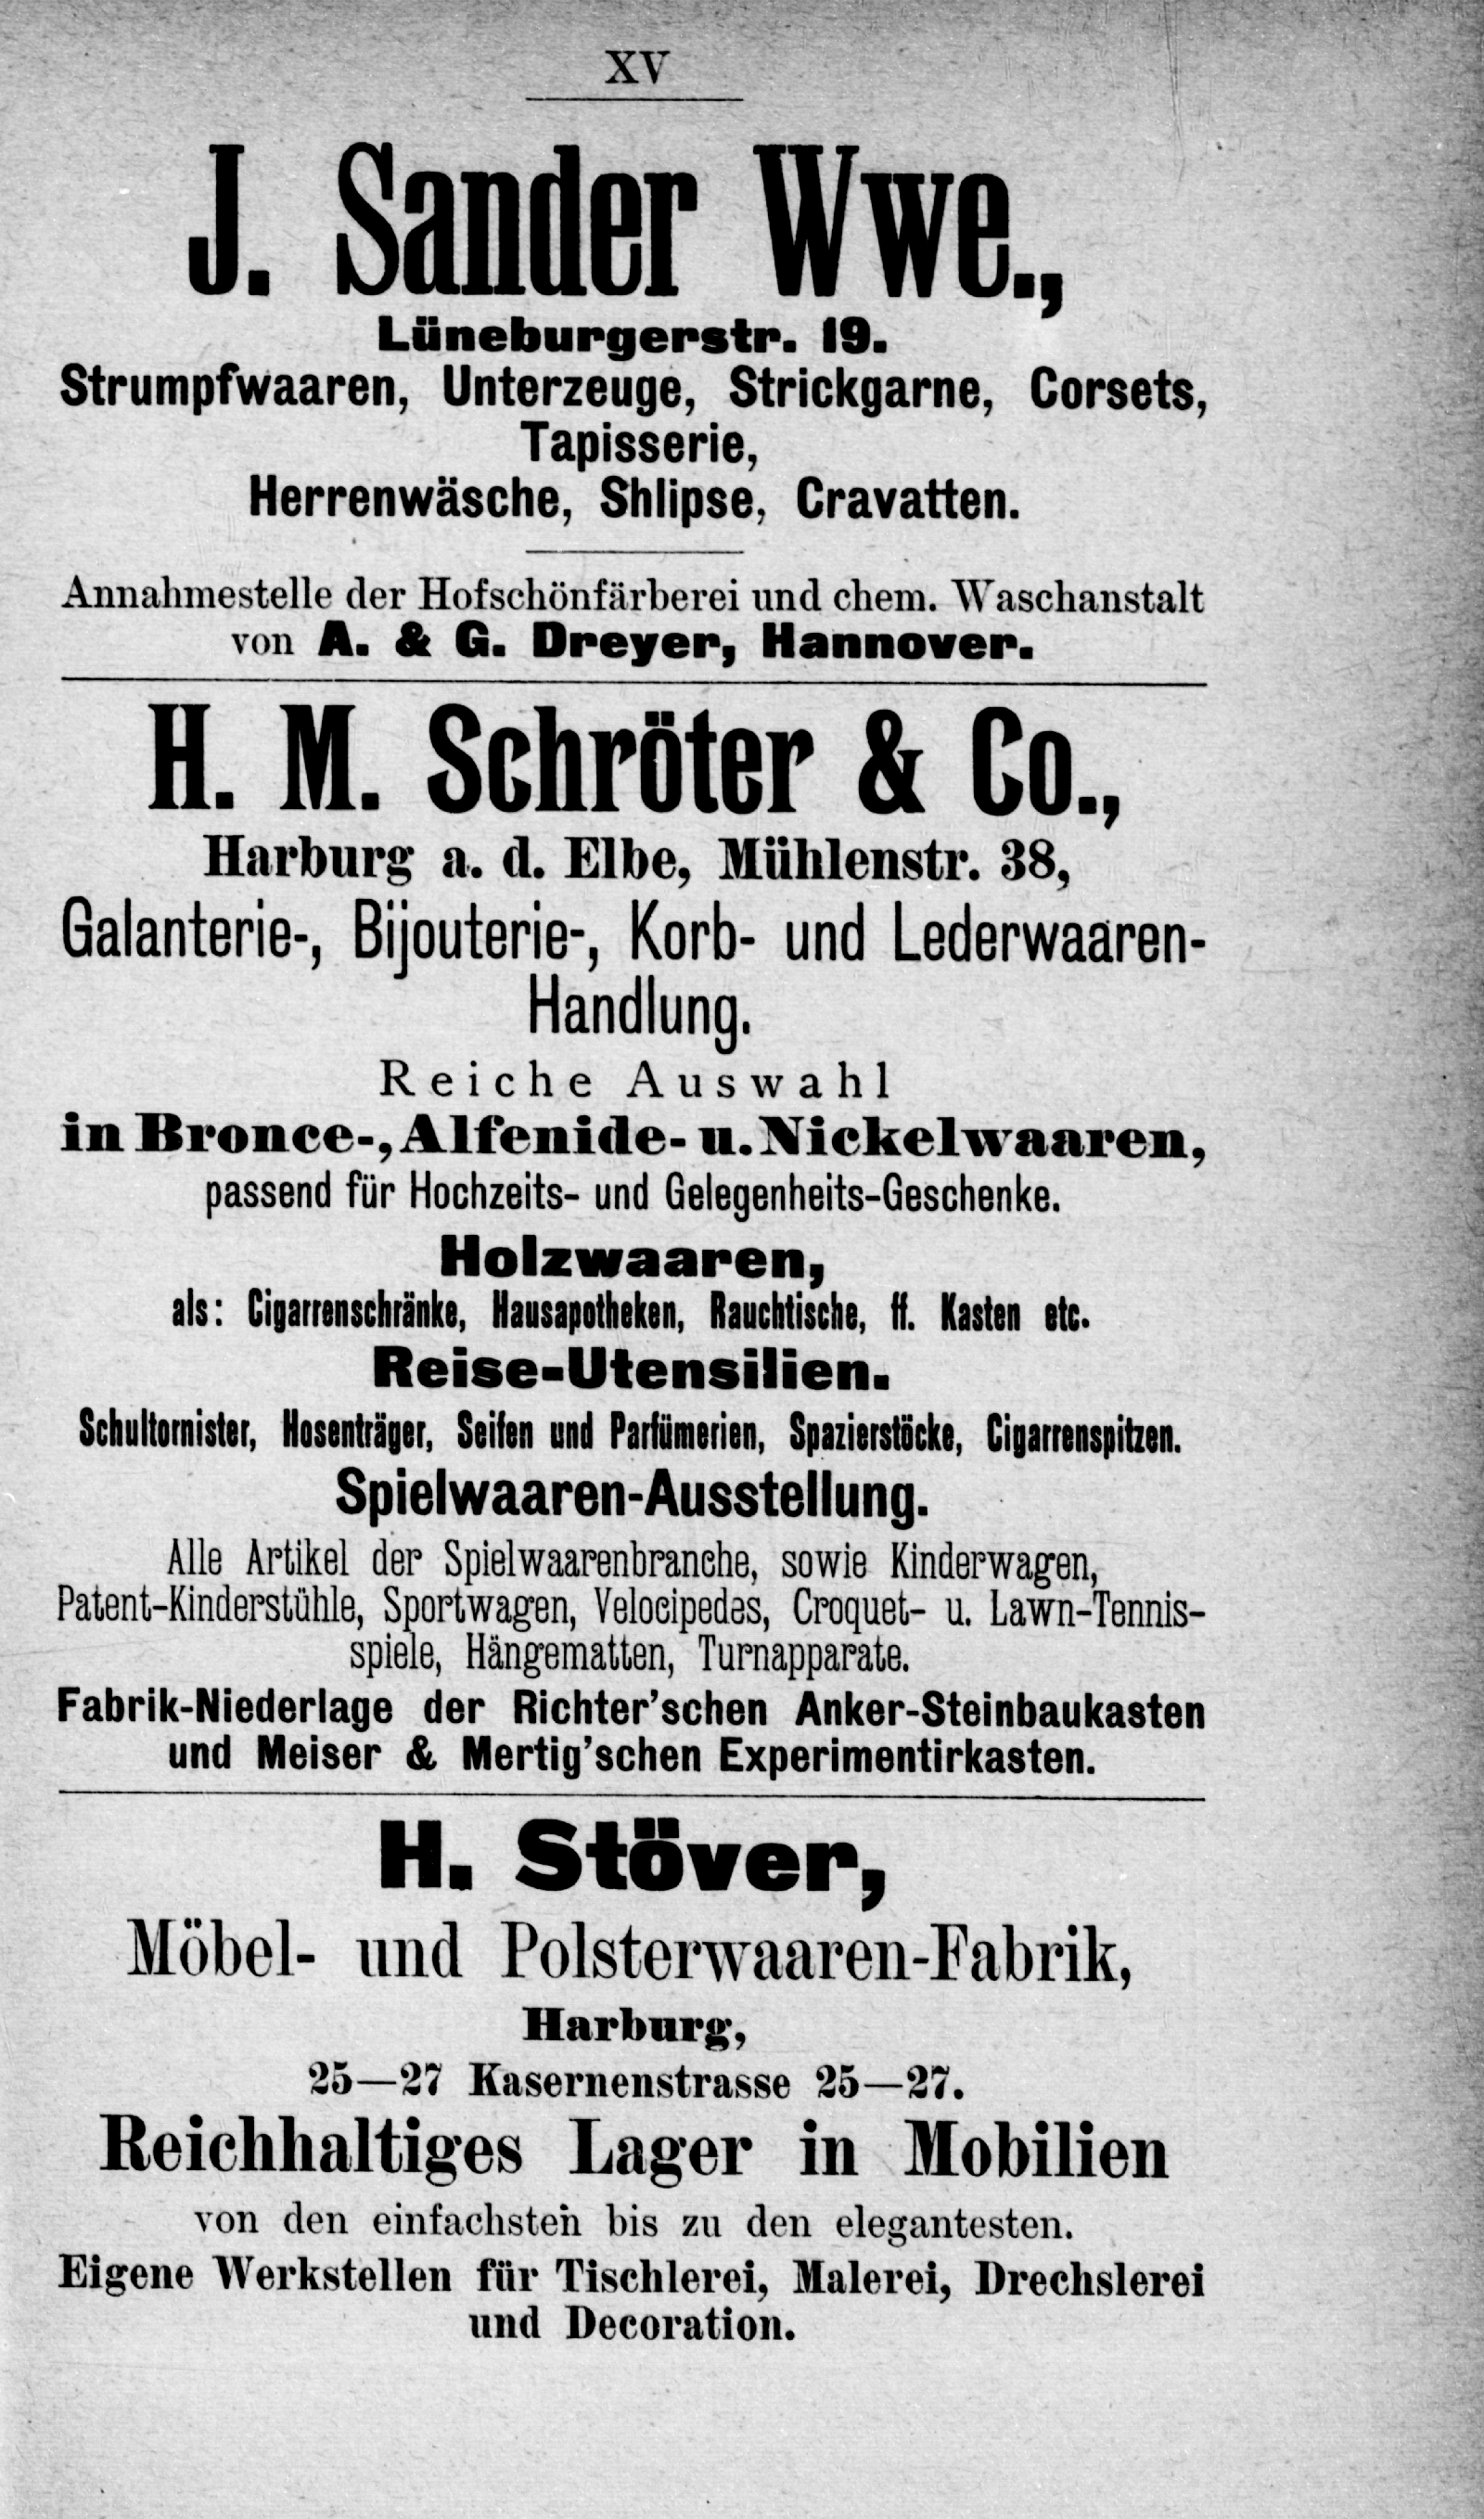 XV
J. Sander Wwe.,
Lüneburgerstr. 19.
Strumpfwaaren, Unterzeuge, Strickgarne, Corsets,
Tapisserie,
Herrenwäsche, Shlipse, Cravatten.
Annahmestelle der Hofschönfärberei und chem. Waschanstalt
von A. & G. Dreyer, Hannover.
H. M. Schröter & Co.,
Harburg a. d. Elbe, Mühlenstr. 38,
Galanterie-, Bijouterie-, Korb- und Lederwaaren-
Handlung.
Reiche Auswahl
in Bronce-, Alfenide- u. Nickelwaaren,
passend für Hochzeits- und Gelegenheits-Geschenke.
Holzwaaren,
als: Cigarrenschränke, Hausapotheken, Rauchtische, ff. Kasten etc.
Reise-Utensilien.
Schultornister, Hosenträger, Seifen und Parfümerien, Spazierstöcke, Cigarrenspitzen.
Spielwaaren-Ausstellung.
Alle Artikel der Spielwaarenbranche, sowie Kinderwagen,
Patent-Kinderstühle, Sportwagen, Velocipedes, Croquet- u. Lawn-Tennis-
spiele, Hängematten, Turnapparate.
Fabrik-Niederlage der Richter'schen Anker-Steinbaukasten
und Meiser & Mertig'schen Experimentirkasten.
H. Stöver,
Möbel- und Polsterwaaren-Fabrik,
Harburg,
25—27 Kasernenstrasse 25—27.
Reichhaltiges Lager in Mobilien
von den einfachsten bis zu den elegantesten.
Eigene Werkstellen für Tischlerei, Malerei, Drechslerei
und Decoration.